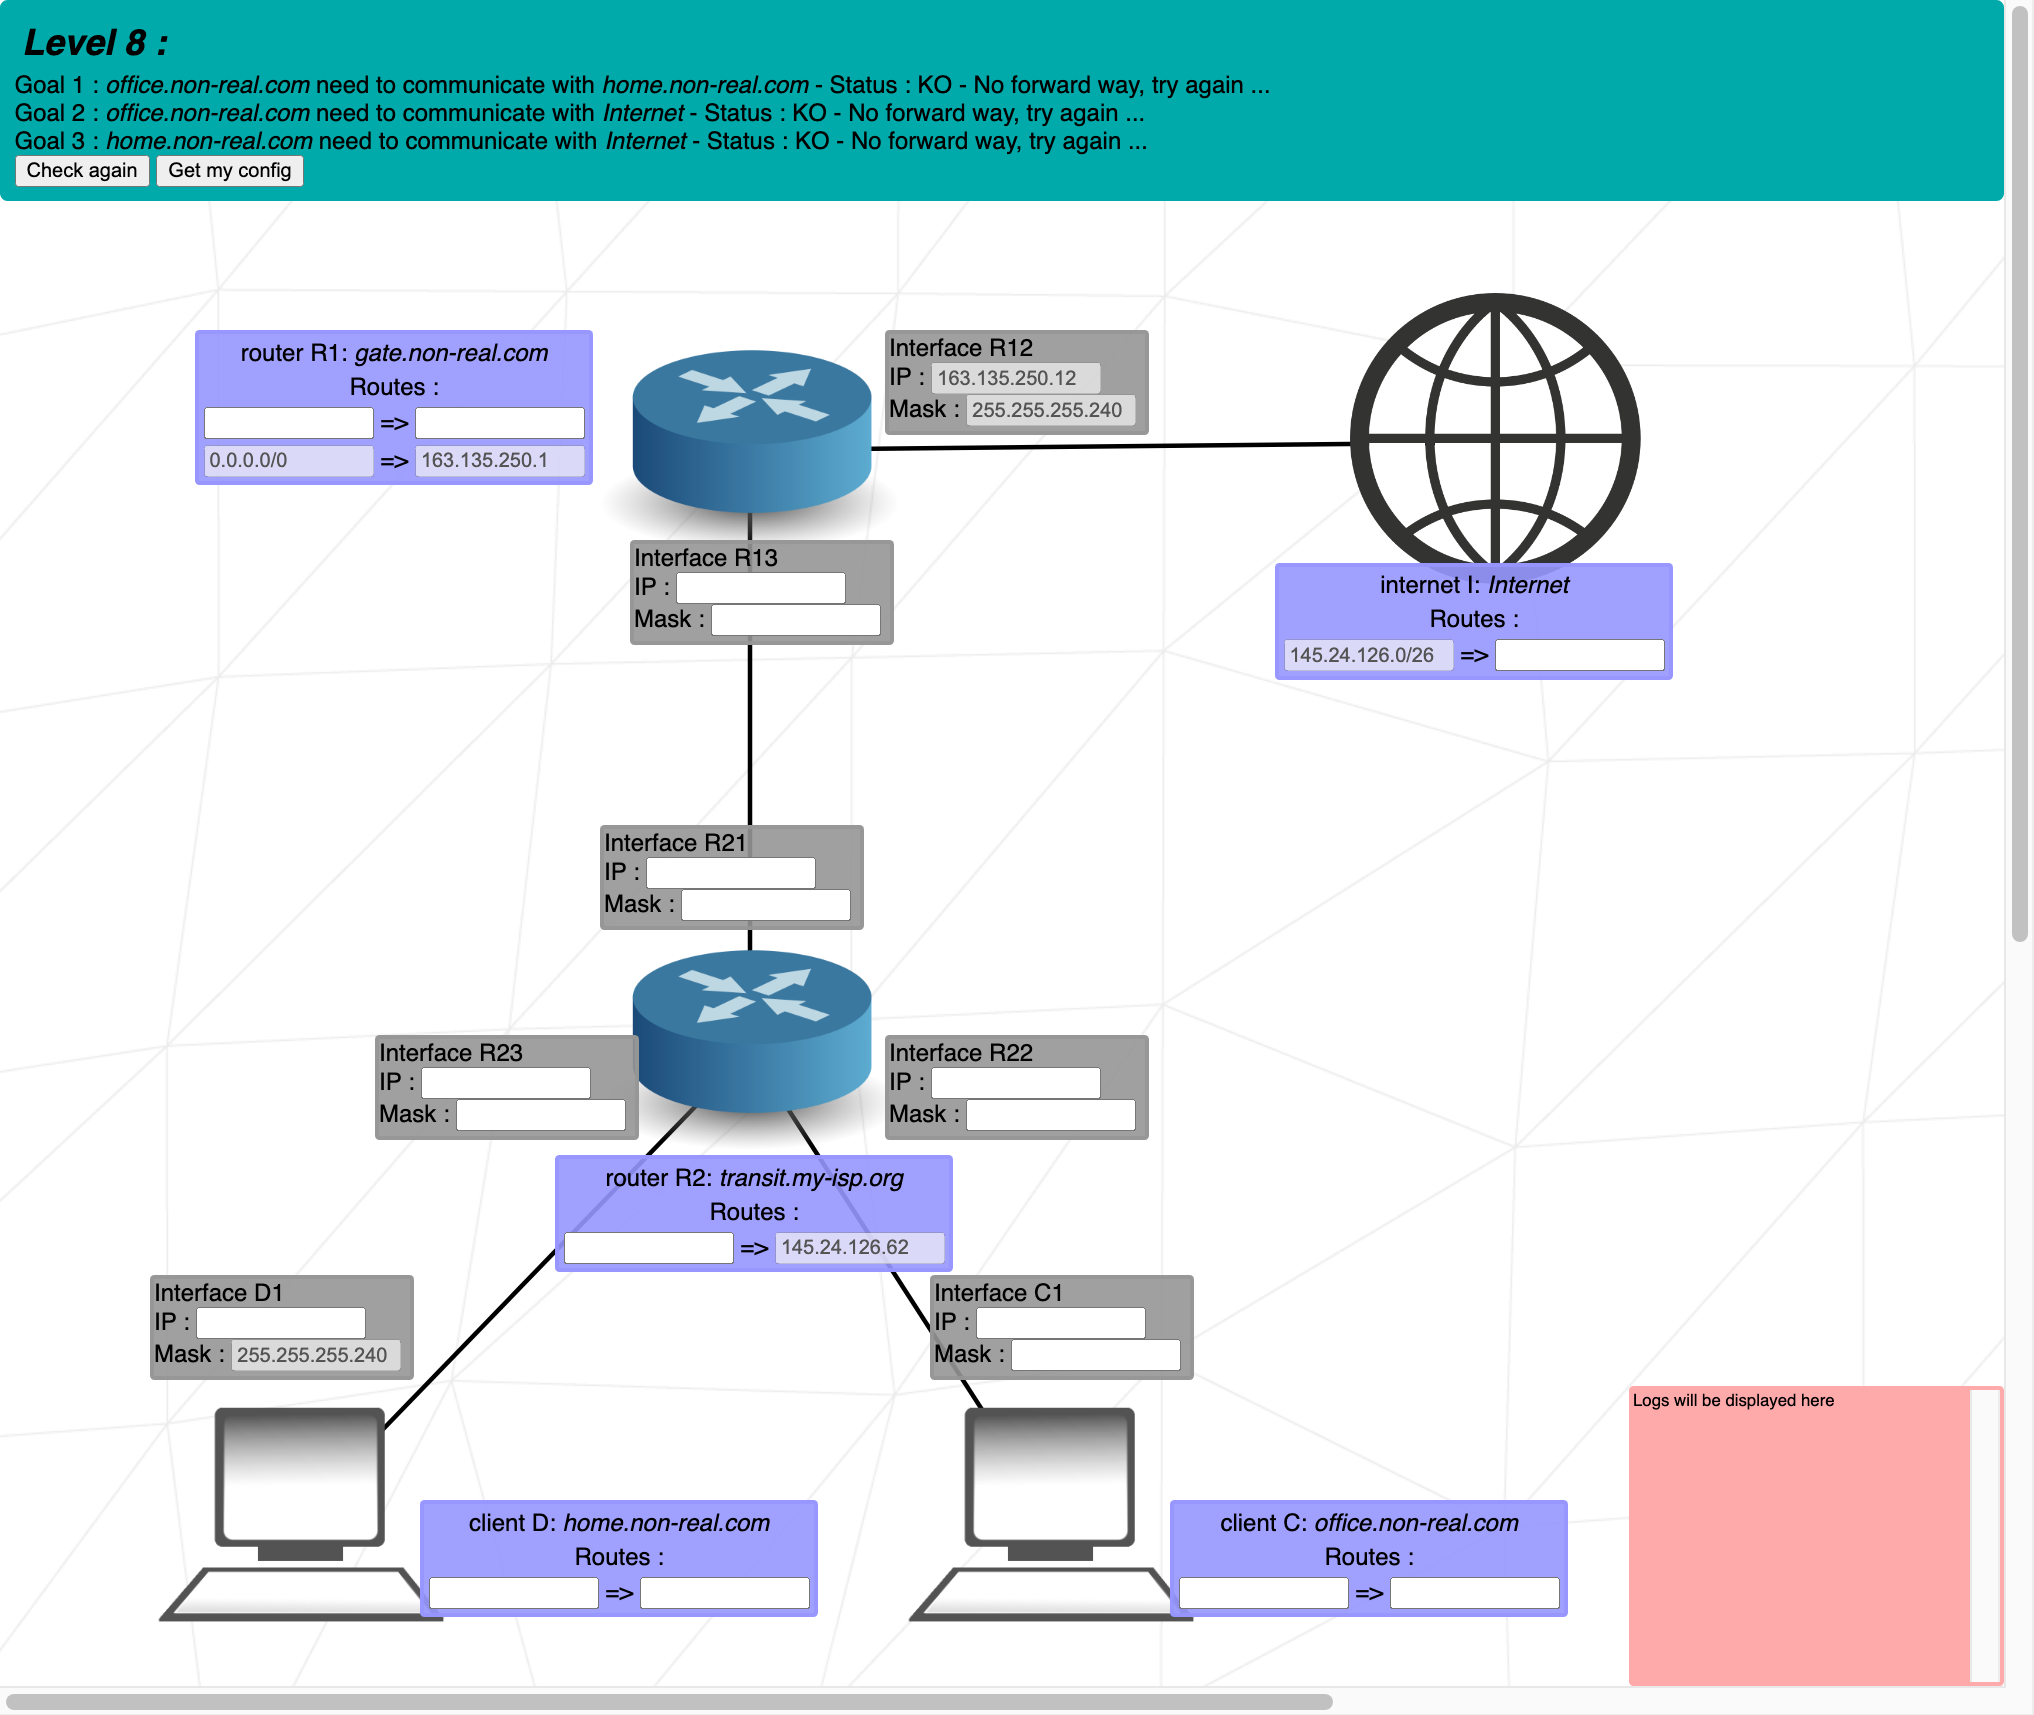 Level 8 :
Goal 1 : office.non-real.com need to communicate with home.non-real.com - Status : KO - No forward way, try again ...
Goal 2 : office.non-real.com need to communicate with Internet - Status : KO - No forward way, try again ...
Goal 3 : home.non-real.com need to communicate with Internet - Status : KO - No forward way, try again ...
Check again Get my config
router R1: gate.non-real.com
Routes :
=>
0.0.0.0/0 => 163.135.250.1
Interface R12
IP : 163.135.250.12
Mask : 255.255.255.240
Interface R13
IP :
Mask :
internet I: Internet
Routes :
145.24.126.0/26 =>
Interface R21
IP :
Mask :
Interface R23
IP :
Mask :
Interface R22
IP :
Mask :
router R2: transit.my-isp.org
Routes :
=> 145.24.126.62
Interface D1
IP :
Mask : 255.255.255.240
Interface C1
IP :
Mask :
Logs will be displayed here
client D: home.non-real.com
Routes :
=>
client C: office.non-real.com
Routes :
=>